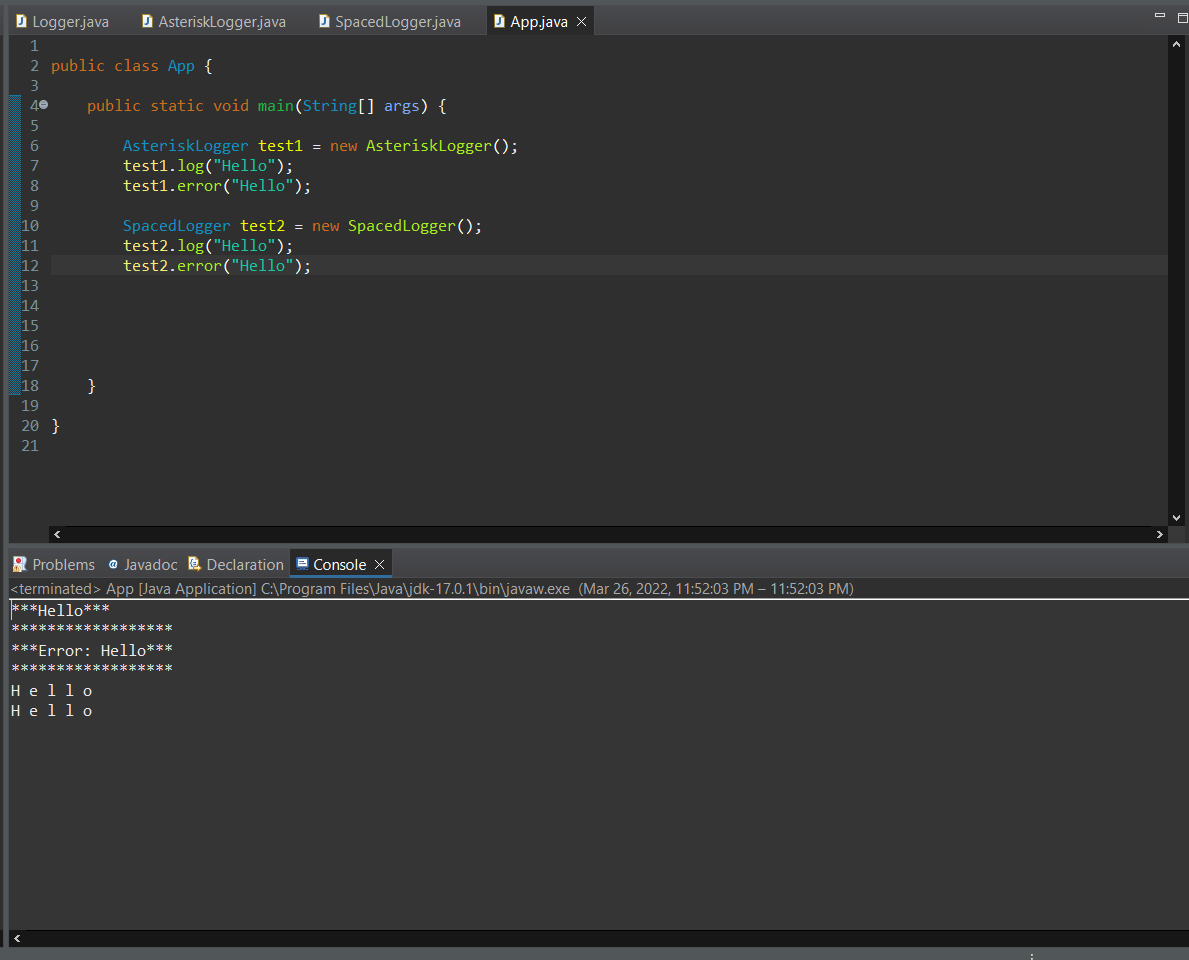 Logger.java AsteriskLogger.java SpacedLogger.java App.java
1
2 public class App {
3
4 public static void main(String[] args) {
5
6 AsteriskLogger test1 = new AsteriskLogger();
7 test1.log("Hello");
8 test1.error("Hello");
9
10 SpacedLogger test2 = new SpacedLogger();
11 test2.log("Hello");
12 test2.error("Hello");
13
14
15
16
17
18 }
19
20 }
21
Problems Javadoc Declaration Console
<terminated> App [Java Application] C:\Program Files\Java\jdk-17.0.1\bin\javaw.exe (Mar 26, 2022, 11:52:03 PM – 11:52:03 PM)
***Hello***
******************
***Error: Hello***
******************
H e l l o
H e l l o